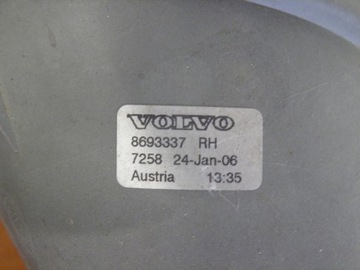 VOLVO
8693337 RH
7258 24-Jan-06
Austria 13:35